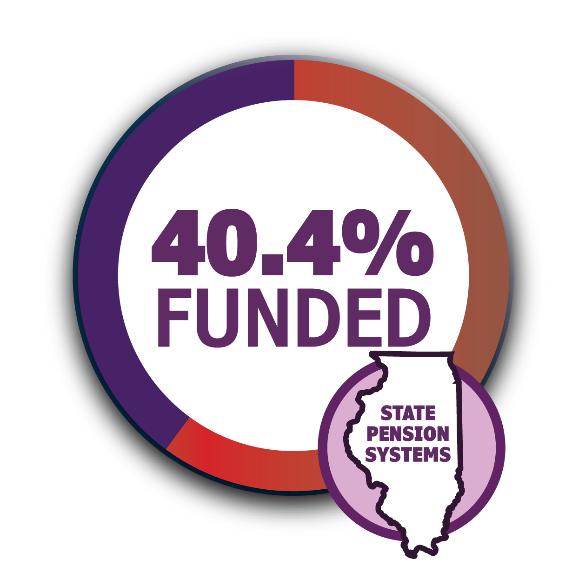 40.4%
FUNDED
STATE
PENSION
SYSTEMS